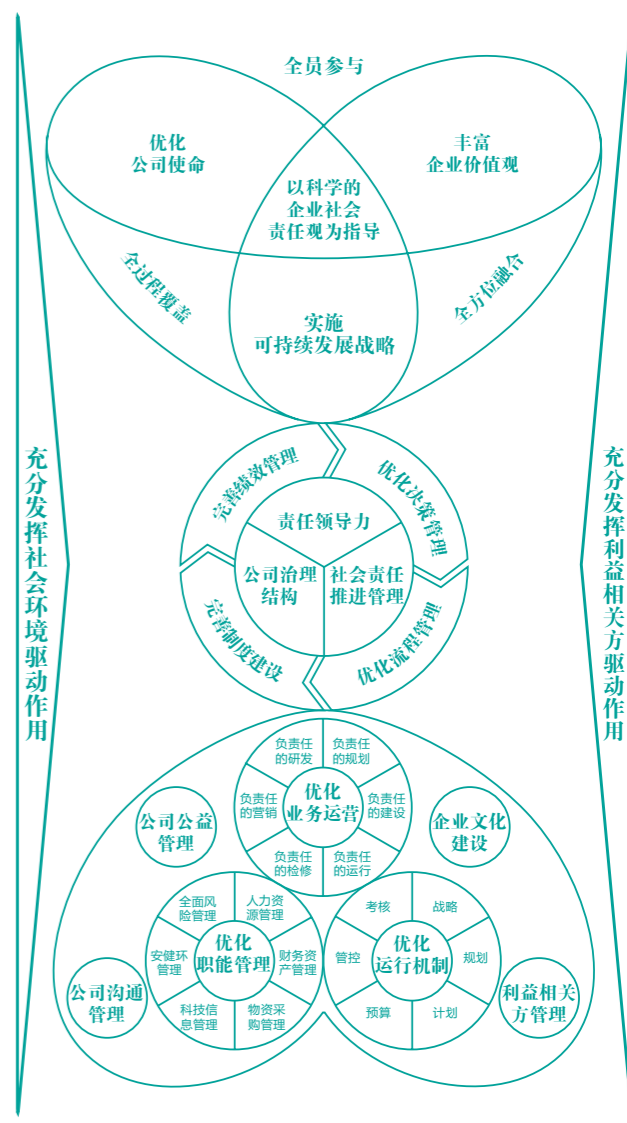 全员参与
优化
公司使命
丰富
企业价值观
以科学的
企业社会
责任观为指导
全过程覆盖
全方位融合
实施
可持续发展战略
充分发挥社会环境驱动作用
充分发挥利益相关方驱动作用
完善绩效管理
优化决策管理
责任领导力
公司治理
结构
社会责任
推进管理
完善制度建设
优化流程管理
负责任
的研发
负责任
的规划
负责任
的营销
优化
业务运营
负责任
的建设
负责任
的检修
负责任
的运行
公司公益
管理
企业文化
建设
全面风
险管理
人力资
源管理
安健环
管理
优化
职能管理
财务资
产管理
科技信
息管理
物资采
购管理
考核
战略
管控
优化
运行机制
规划
预算
计划
公司沟通
管理
利益相关
方管理